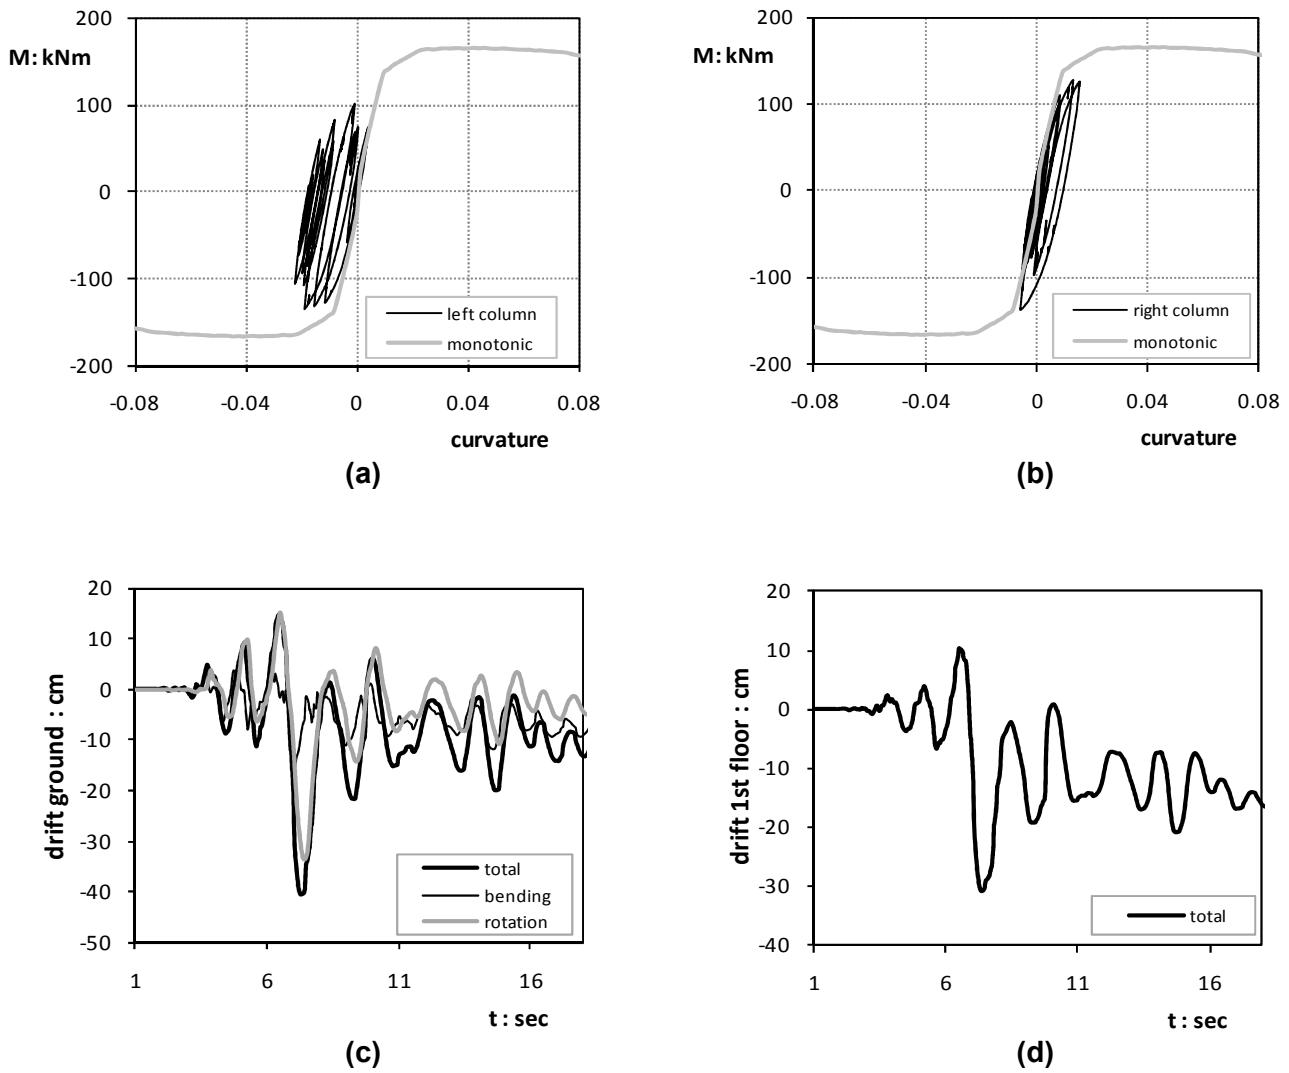 200
M: kNm
100
0
-100
-200
left column
monotonic
-0.08
-0.04
0
0.04
0.08
curvature
(a)
200
M: kNm
100
0
-100
-200
right column
monotonic
-0.08
-0.04
0
0.04
0.08
curvature
(b)
20
10
0
-10
-20
-30
-40
-50
drift ground : cm
total
bending
rotation
1
6
11
16
t : sec
(c)
20
10
0
-10
-20
-30
-40
drift 1st floor : cm
total
1
6
11
16
t : sec
(d)